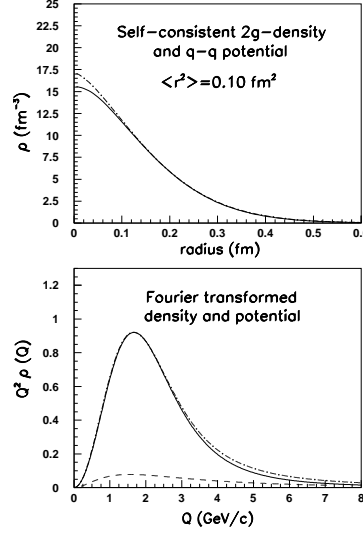 25
22.5
20
17.5
15
12.5
10
7.5
5
2.5
0
ρ (fm⁻³)
Self-consistent 2g-density
and q-q potential
<r²>=0.10 fm²
0 0.1 0.2 0.3 0.4 0.5 0.
radius (fm)
1.2
1
0.8
0.6
0.4
0.2
0
Q² ρ (Q)
Fourier transformed
density and potential
0 1 2 3 4 5 6 7 8
Q (GeV/c)